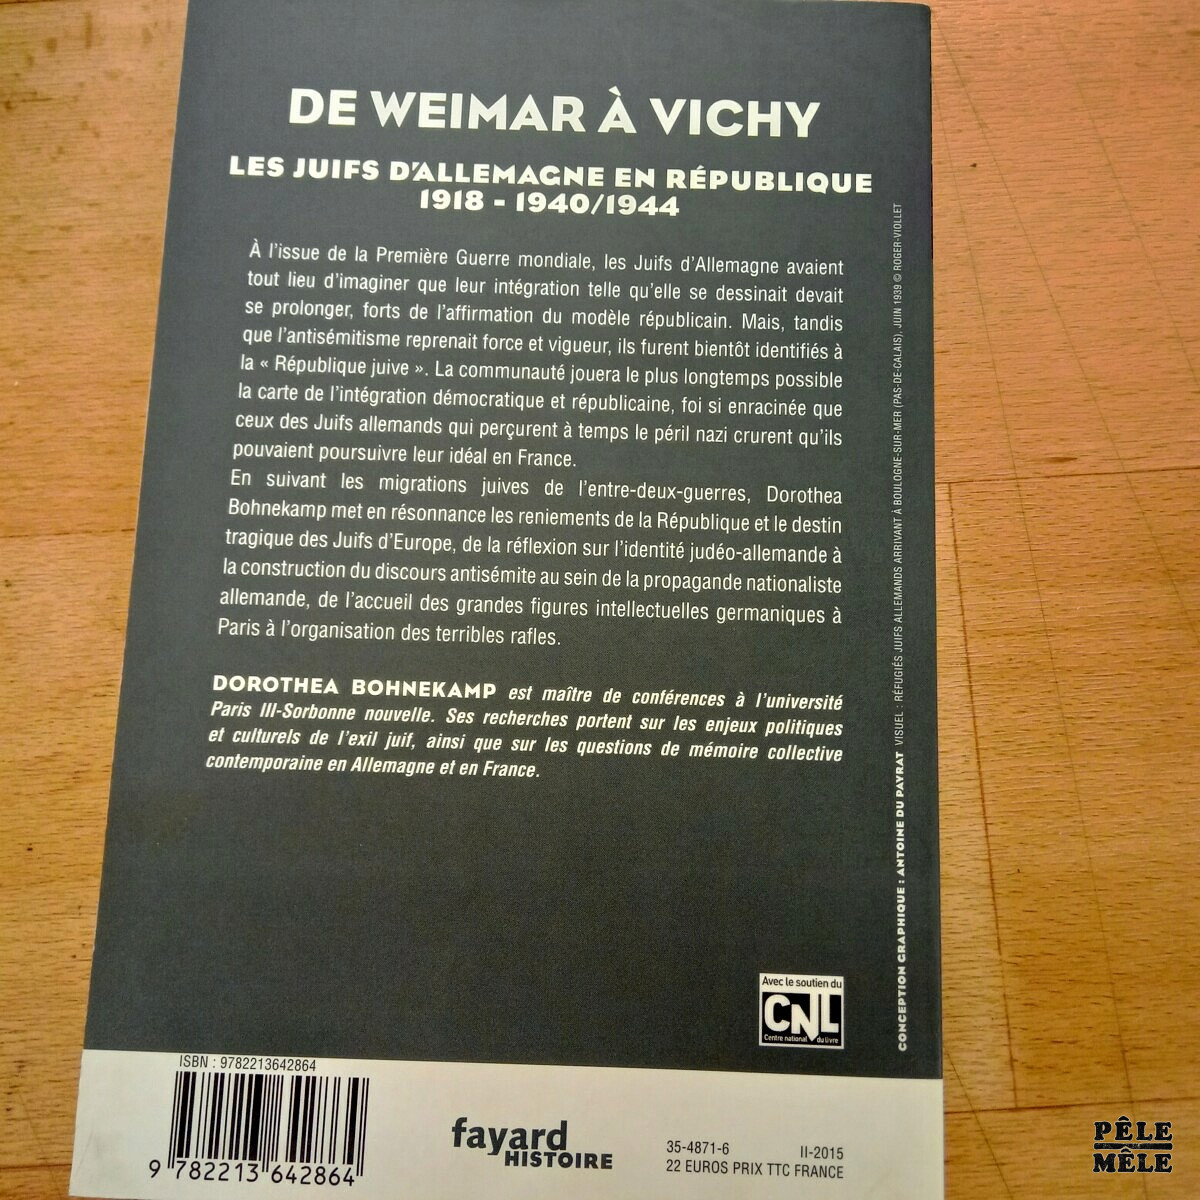 DE WEIMAR À VICHY
LES JUIFS D'ALLEMAGNE EN RÉPUBLIQUE
1918 - 1940/1944
À l'issue de la Première Guerre mondiale, les Juifs d'Allemagne avaient
tout lieu d'imaginer que leur intégration telle qu'elle se dessinait devait
se prolonger, forts de l'affirmation du modèle républicain. Mais, tandis
que l'antisémitisme reprenait force et vigueur, ils furent bientôt identifiés à
la « République juive ». La communauté jouera le plus longtemps possible
la carte de l'intégration démocratique et républicaine, foi si enracinée que
ceux des Juifs allemands qui perçurent à temps le péril nazi crurent qu'ils
pouvaient poursuivre leur idéal en France.
En suivant les migrations juives de l'entre-deux-guerres, Dorothea
Bohnekamp met en résonnance les reniements de la République et le destin
tragique des Juifs d'Europe, de la réflexion sur l'identité judéo-allemande à
la construction du discours antisémite au sein de la propagande nationaliste
allemande, de l'accueil des grandes figures intellectuelles germaniques à
Paris à l'organisation des terribles rafles.
DOROTHEA BOHNEKAMP est maître de conférences à l'université
Paris III-Sorbonne nouvelle. Ses recherches portent sur les enjeux politiques
et culturels de l'exil juif, ainsi que sur les questions de mémoire collective
contemporaine en Allemagne et en France.
CONCEPTION GRAPHIQUE : ANTOINE DU PAYRAT VISUEL : RÉFUGIÉS JUIFS ALLEMANDS ARRIVANT À BOULOGNE-SUR-MER (PAS-DE-CALAIS), JUIN 1939 © ROGER-VIOLLET
Avec le soutien du
CNL
Centre national du livre
ISBN : 9782213642864
9 782213 642864
fayard
HISTOIRE
35-4871-6 II-2015
22 EUROS PRIX TTC FRANCE
PÊLE
MÊLE